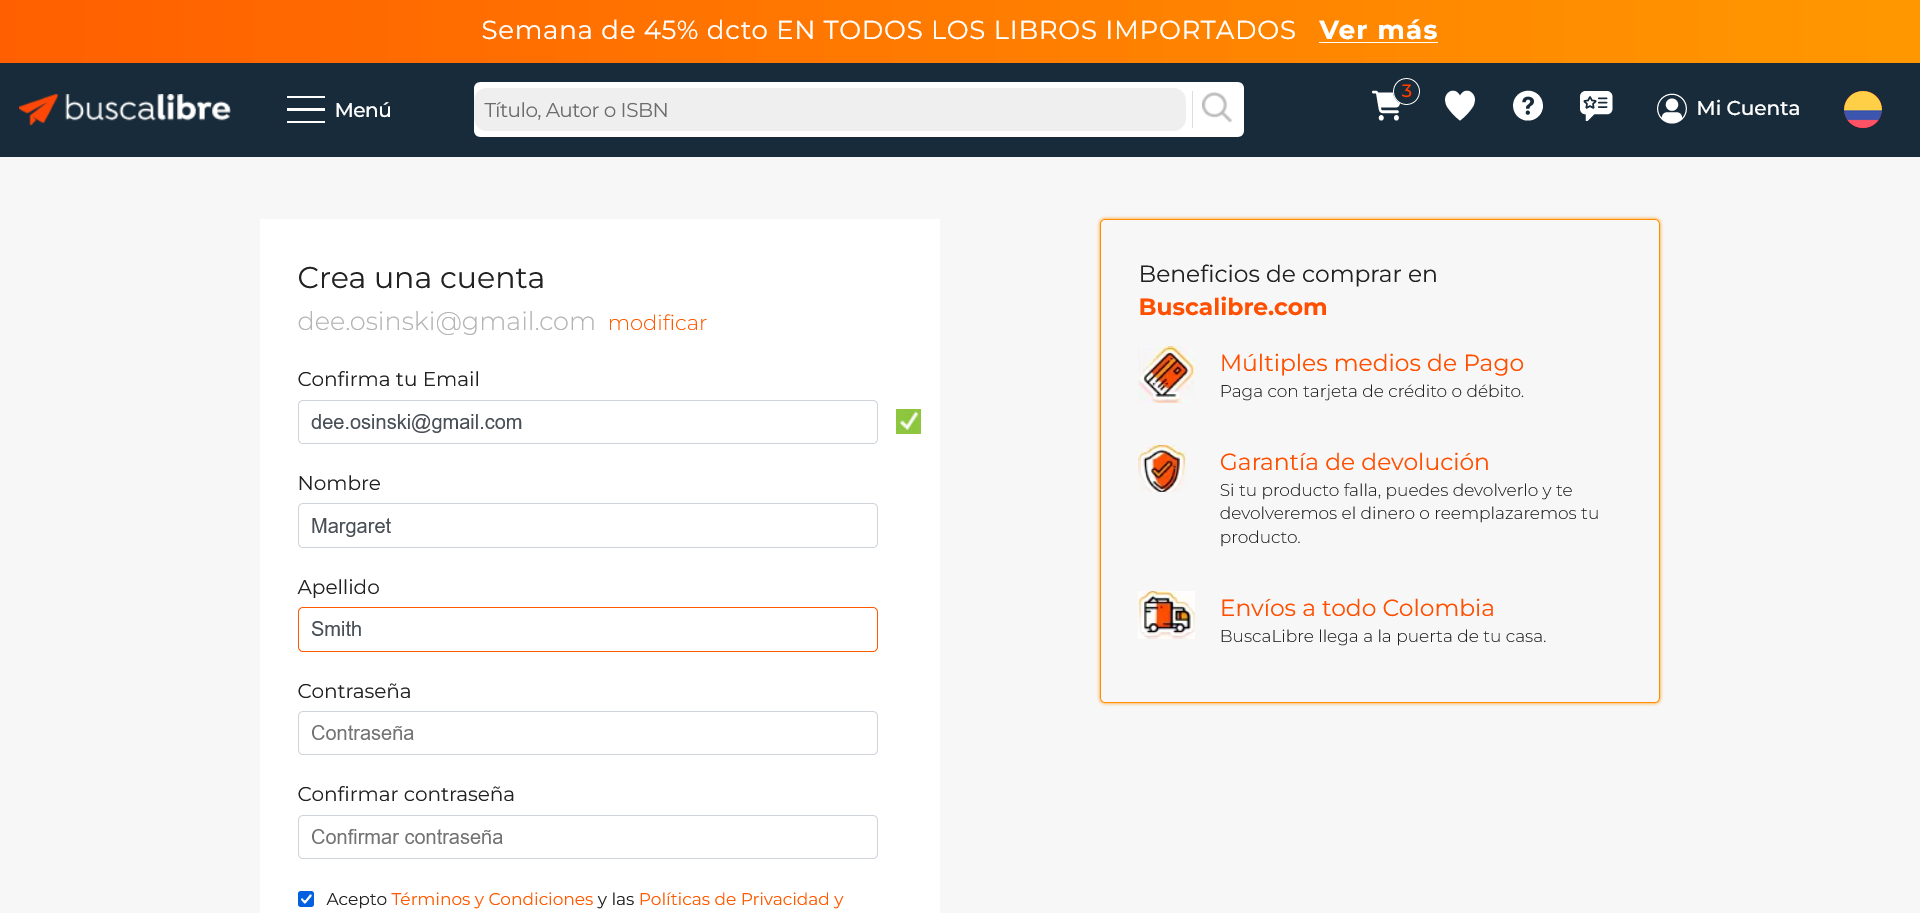 Semana de 45% dcto EN TODOS LOS LIBROS IMPORTADOS Ver más
buscalibre
Menú
Título, Autor o ISBN
3
Mi Cuenta
Crea una cuenta
dee.osinski@gmail.com modificar
Confirma tu Email
dee.osinski@gmail.com
Nombre
Margaret
Apellido
Smith
Contraseña
Contraseña
Confirmar contraseña
Confirmar contraseña
Acepto Términos y Condiciones y las Políticas de Privacidad y
Beneficios de comprar en
Buscalibre.com
Múltiples medios de Pago
Paga con tarjeta de crédito o débito.
Garantía de devolución
Si tu producto falla, puedes devolverlo y te
devolveremos el dinero o reemplazaremos tu
producto.
Envíos a todo Colombia
BuscaLibre llega a la puerta de tu casa.